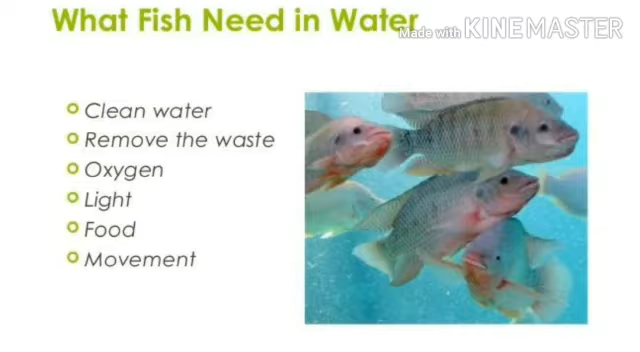 What Fish Need in Water
Made with KINEMASTER
Clean water
Remove the waste
Oxygen
Light
Food
Movement